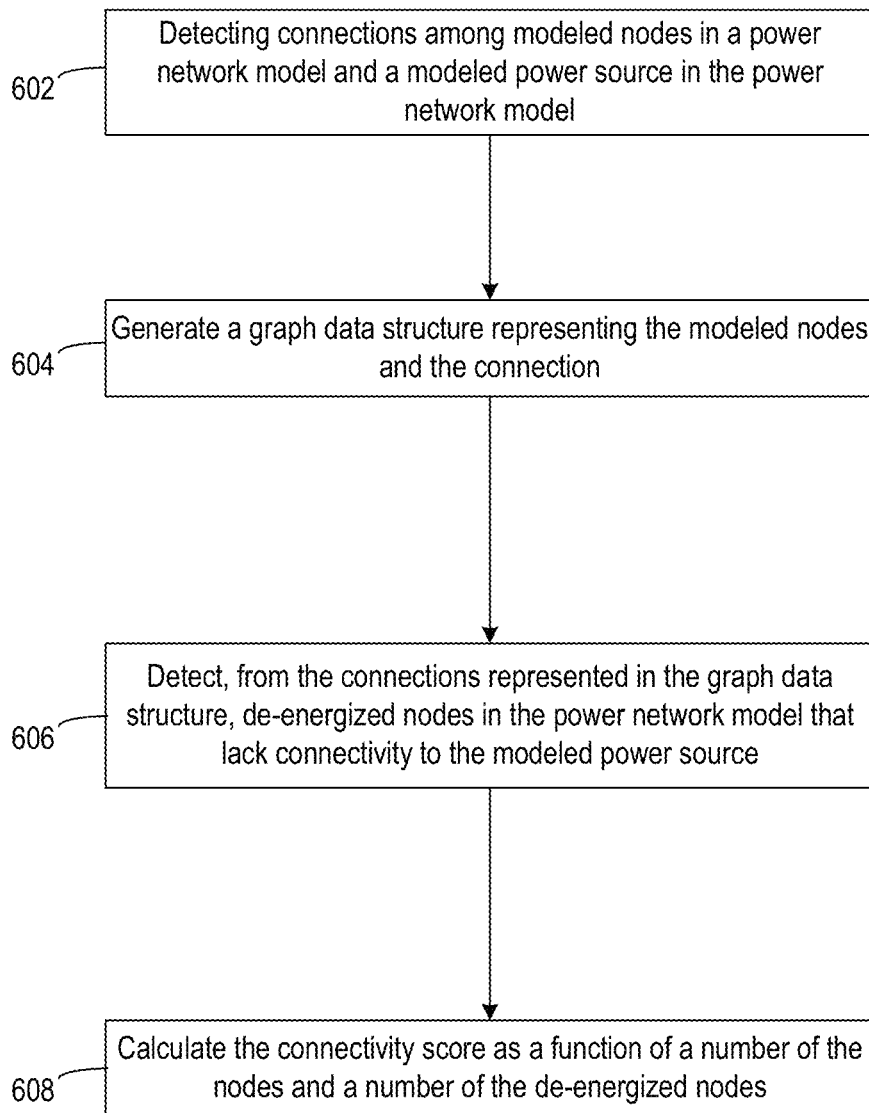 Detecting connections among modeled nodes in a power
network model and a modeled power source in the power
network model
602
Generate a graph data structure representing the modeled nodes
and the connection
604
Detect, from the connections represented in the graph data
structure, de-energized nodes in the power network model that
lack connectivity to the modeled power source
606
Calculate the connectivity score as a function of a number of the
nodes and a number of the de-energized nodes
608